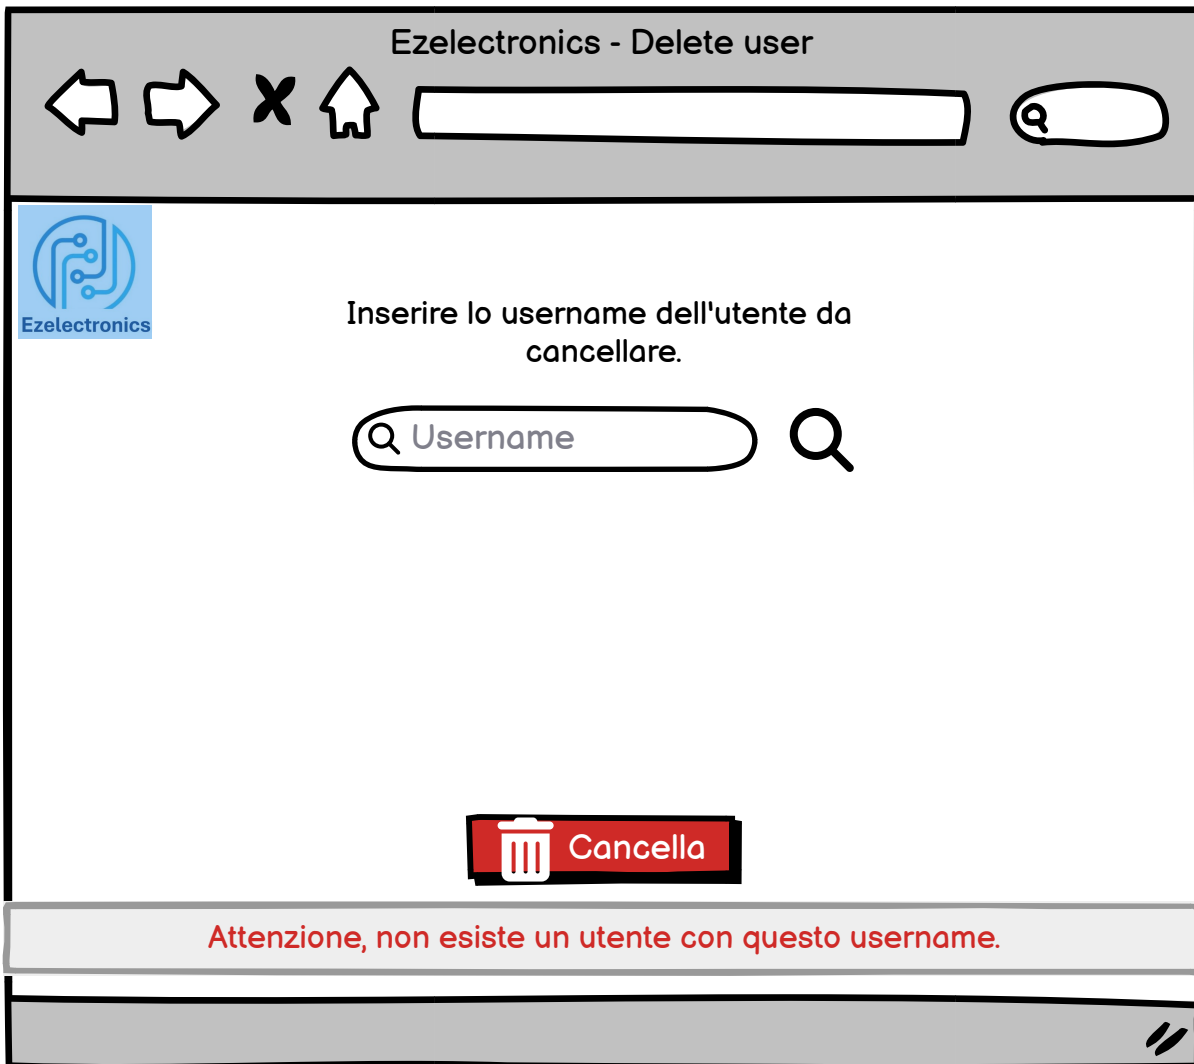 Ezelectronics - Delete user
Ezelectronics
Inserire lo username dell'utente da
cancellare.
Username
Cancella
Attenzione, non esiste un utente con questo username.